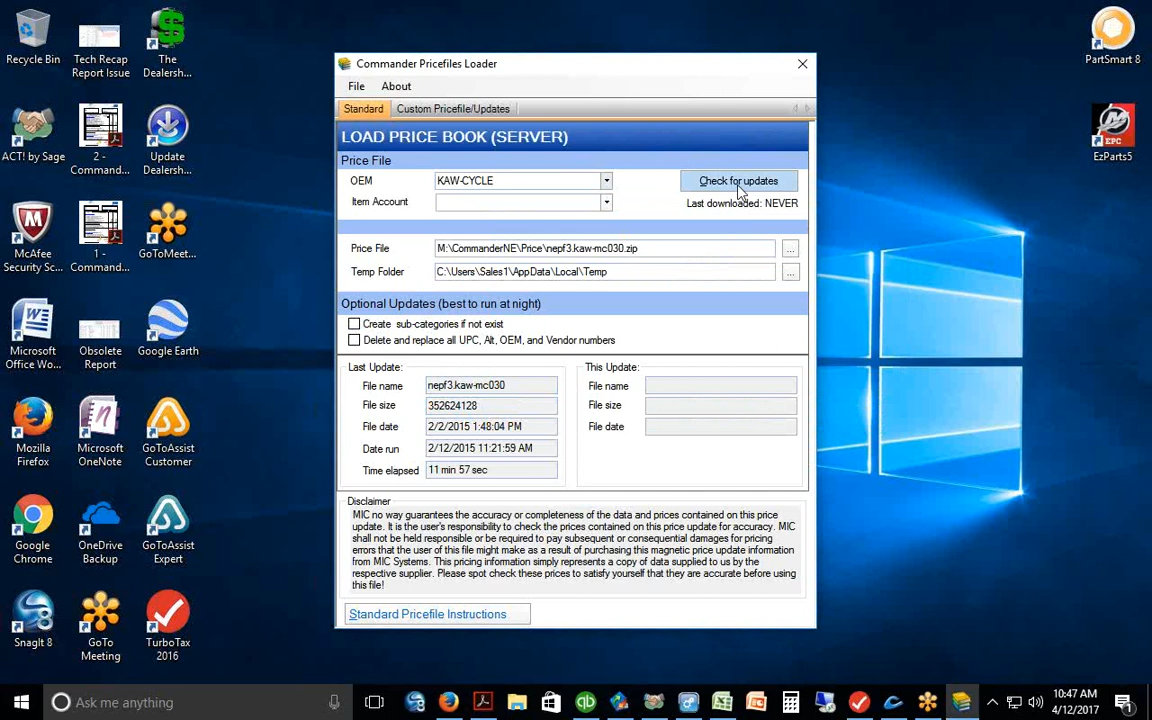 Recycle Bin
Tech Recap
Report Issue
The
Dealersh...
ACT! by Sage
2 -
Command...
Update
Dealersh...
McAfee
Security Sc...
1 -
Command...
GoToMeet...
Microsoft
Office Wo...
Obsolete
Report
Google Earth
Mozilla
Firefox
Microsoft
OneNote
GoToAssist
Customer
Google
Chrome
OneDrive
Backup
GoToAssist
Expert
SnagIt 8
GoTo
Meeting
TurboTax
2016
PartSmart 8
EPC
EzParts5
Commander Pricefiles Loader
File About
Standard Custom Pricefile/Updates
LOAD PRICE BOOK (SERVER)
Price File
OEM KAW-CYCLE Check for updates
Item Account Last downloaded: NEVER
Price File M:\CommanderNE\Price\nepf3.kaw-mc030.zip ...
Temp Folder C:\Users\Sales1\AppData\Local\Temp ...
Optional Updates (best to run at night)
Create sub-categories if not exist
Delete and replace all UPC, Alt, OEM, and Vendor numbers
Last Update:
File name nepf3.kaw-mc030
File size 352624128
File date 2/2/2015 1:48:04 PM
Date run 2/12/2015 11:21:59 AM
Time elapsed 11 min 57 sec
This Update:
File name
File size
File date
Disclaimer
MIC no way guarantees the accuracy or completeness of the data and prices contained on this price
update. It is the user's responsibility to check the prices contained on this price update for accuracy. MIC
shall not be held responsible or be required to pay subsequent or consequential damages for pricing
errors that the user of this file might make as a result of purchasing this magnetic price update information
from MIC Systems. This pricing information simply represents a copy of data supplied to us by the
respective supplier. Please spot check these prices to satisfy yourself that they are accurate before using
this file!
Standard Pricefile Instructions
Ask me anything
10:47 AM
4/12/2017
1